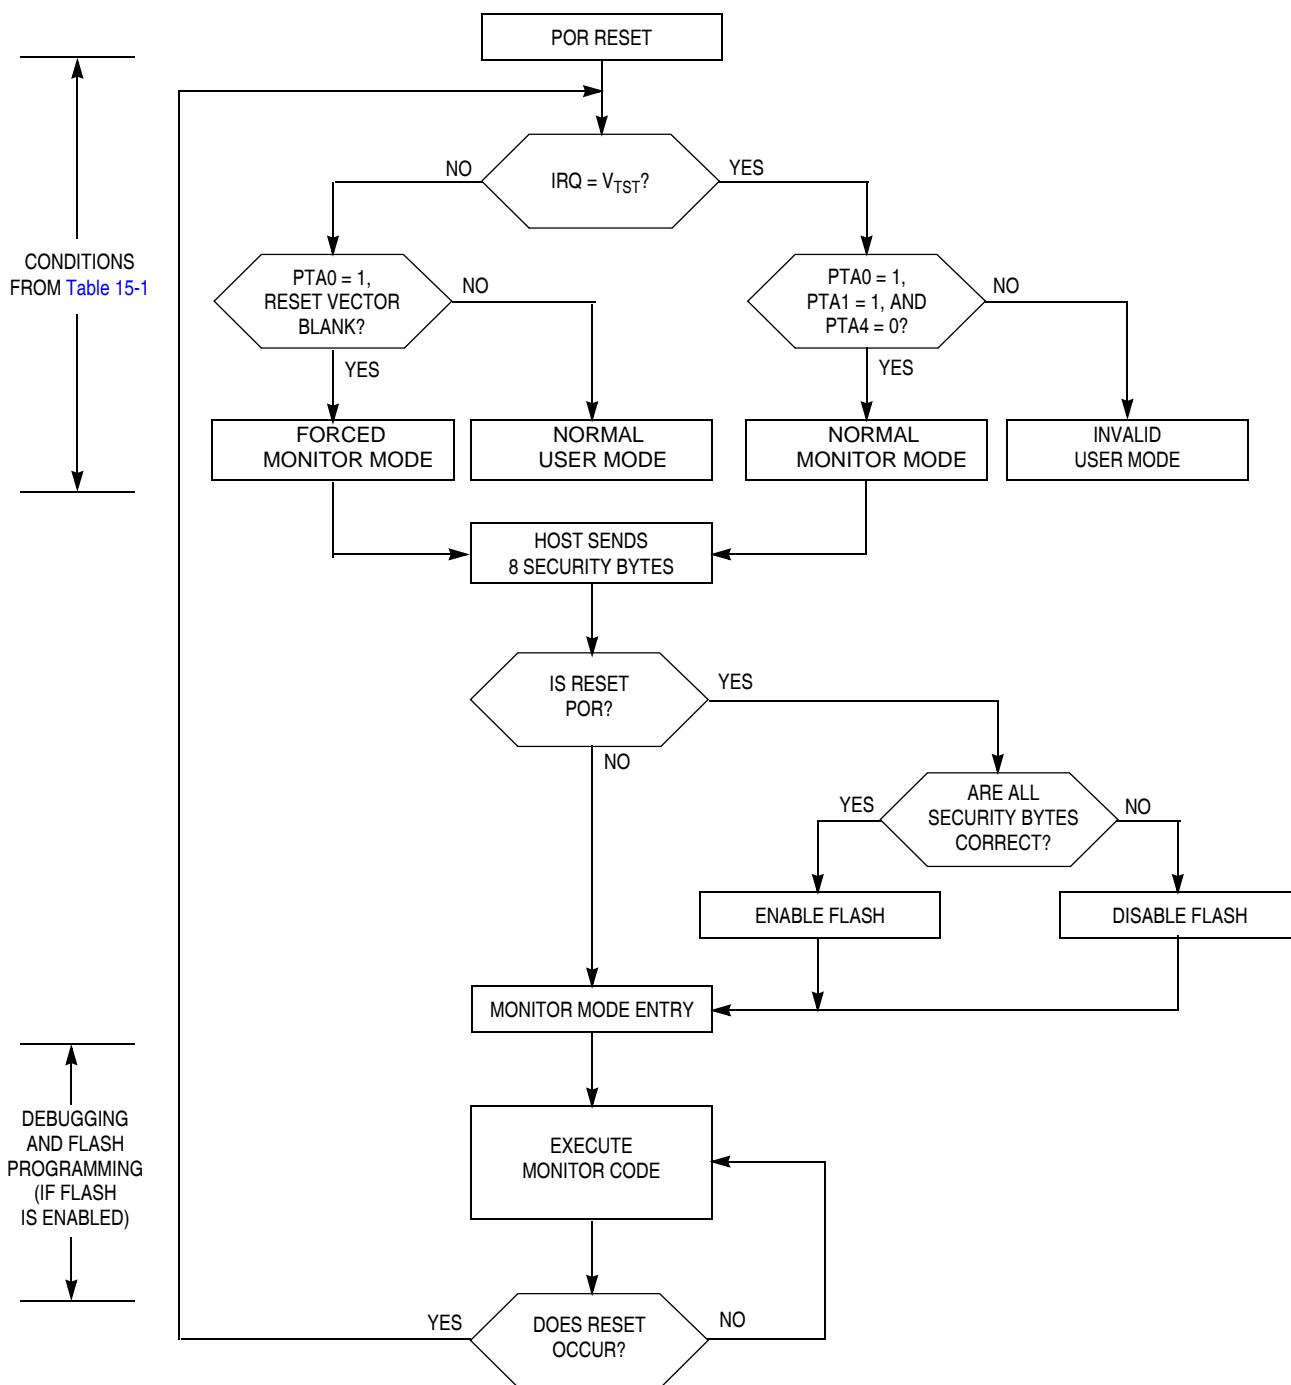 POR RESET
IRQ = VTST?
NO
YES
CONDITIONS
FROM Table 15-1
PTA0 = 1,
RESET VECTOR
BLANK?
NO
YES
PTA0 = 1,
PTA1 = 1, AND
PTA4 = 0?
NO
YES
FORCED
MONITOR MODE
NORMAL
USER MODE
NORMAL
MONITOR MODE
INVALID
USER MODE
HOST SENDS
8 SECURITY BYTES
IS RESET
POR?
YES
NO
ARE ALL
SECURITY BYTES
CORRECT?
YES
NO
ENABLE FLASH
DISABLE FLASH
MONITOR MODE ENTRY
DEBUGGING
AND FLASH
PROGRAMMING
(IF FLASH
IS ENABLED)
EXECUTE
MONITOR CODE
DOES RESET
OCCUR?
YES
NO